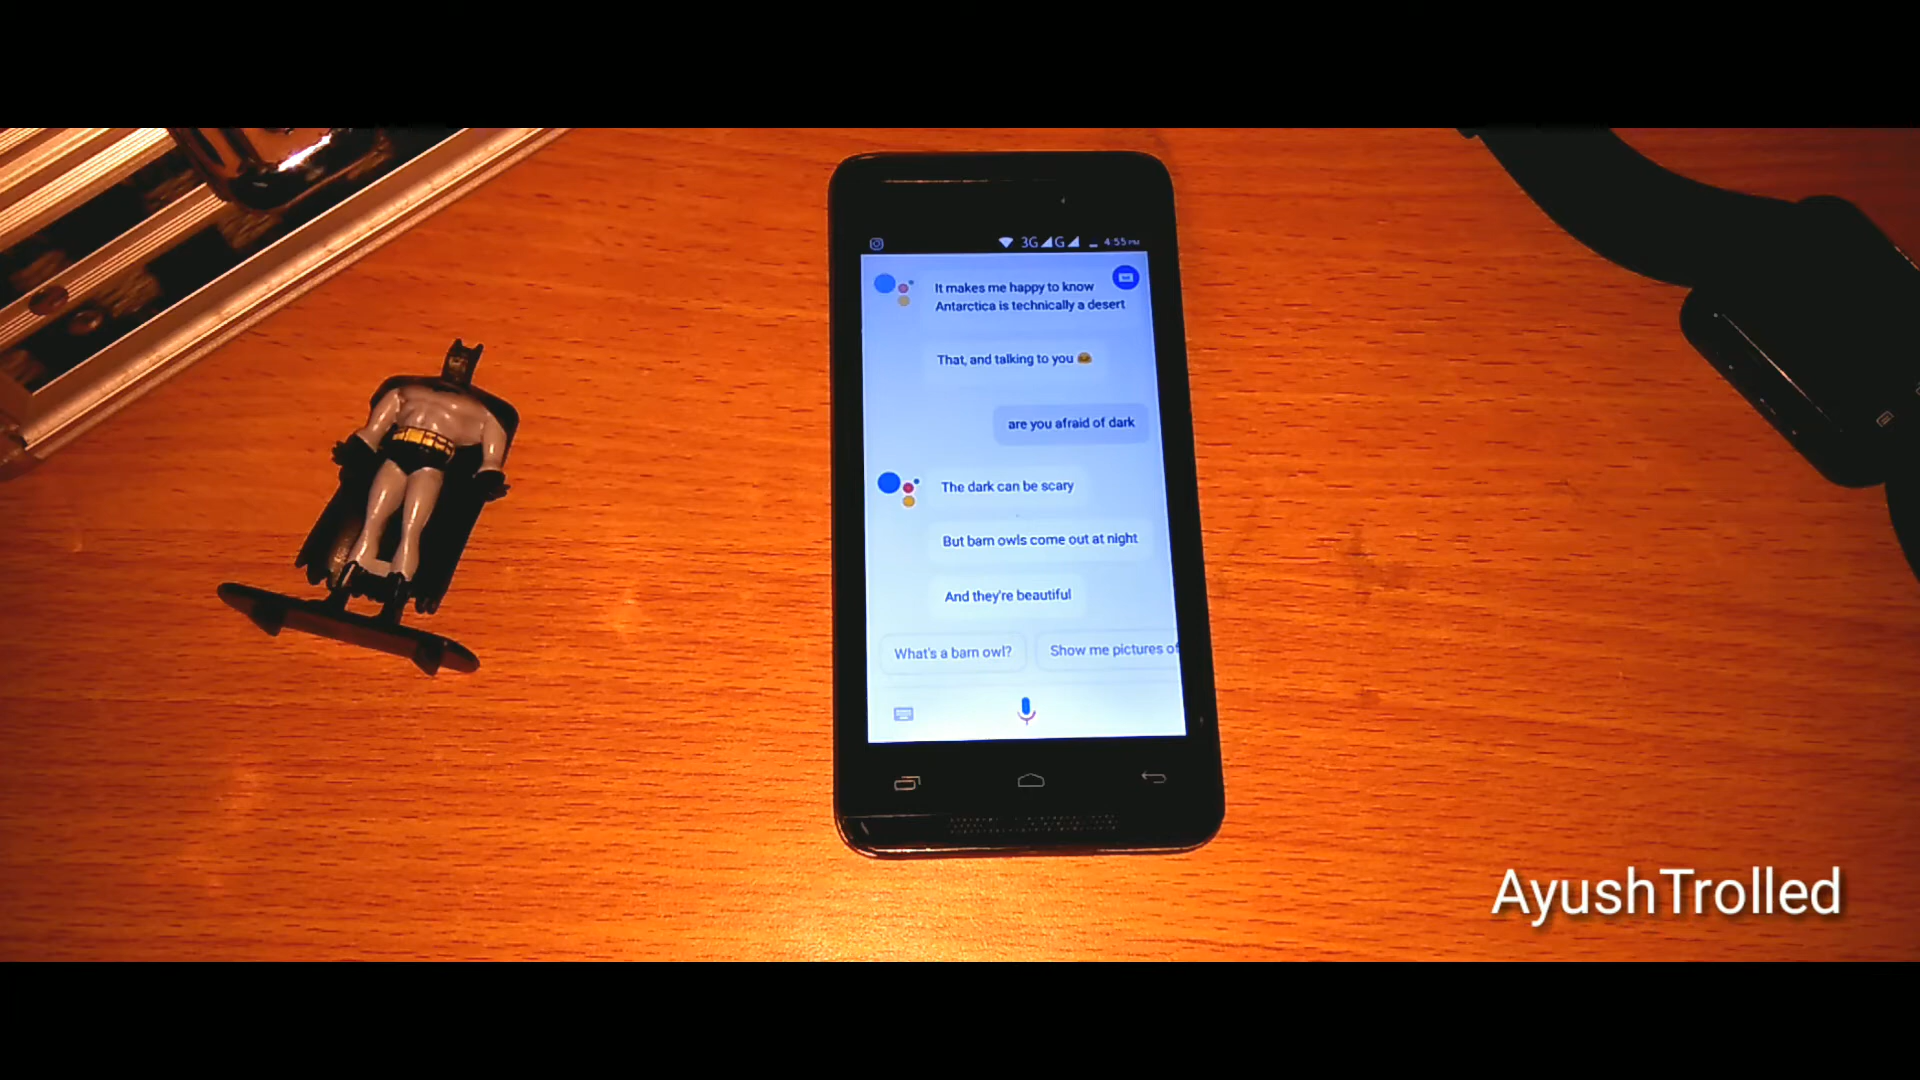 3G G 4:55 PM
It makes me happy to know
Antarctica is technically a desert
That, and talking to you
are you afraid of dark
The dark can be scary
But barn owls come out at night
And they're beautiful
What's a barn owl?
Show me pictures of
AyushTrolled